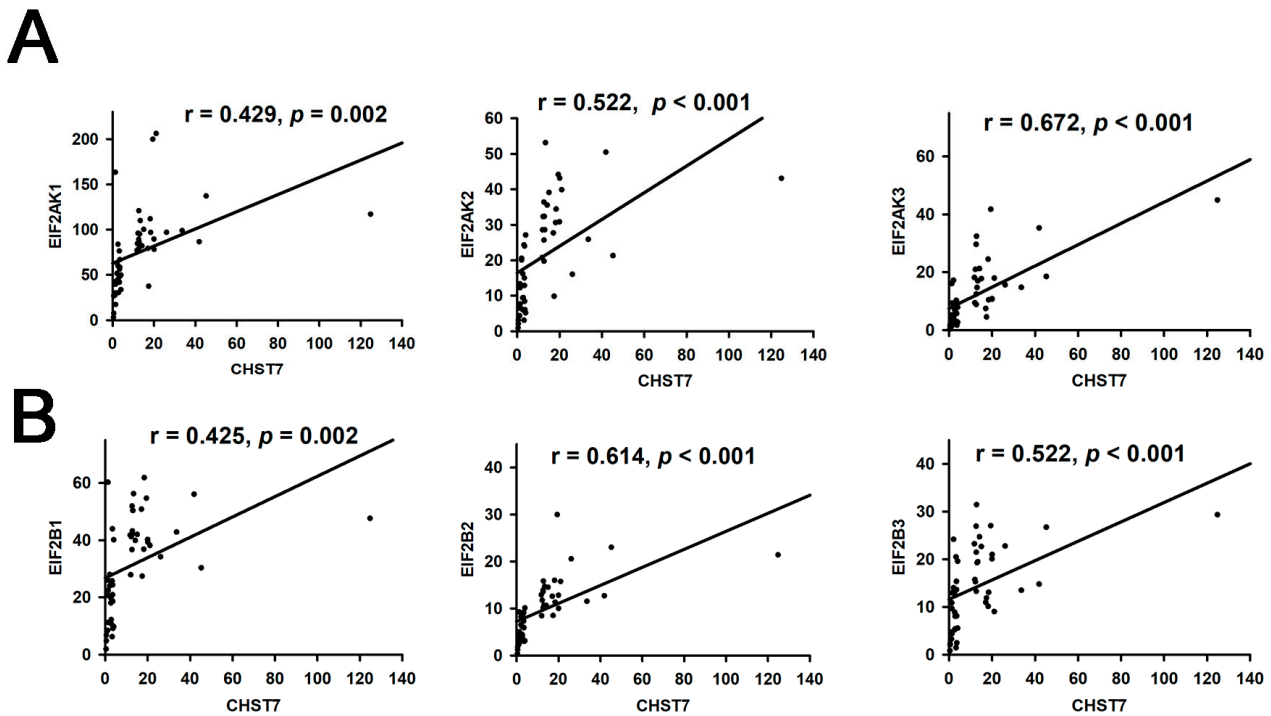 A
r = 0.429, p = 0.002
EIF2AK1
200
150
100
50
0
0 20 40 60 80 100 120 140
CHST7
r = 0.522, p < 0.001
EIF2AK2
60
50
40
30
20
10
0
0 20 40 60 80 100 120 140
CHST7
r = 0.672, p < 0.001
EIF2AK3
60
40
20
0
0 20 40 60 80 100 120 140
CHST7
B
r = 0.425, p = 0.002
EIF2B1
60
40
20
0
0 20 40 60 80 100 120 140
CHST7
r = 0.614, p < 0.001
EIF2B2
40
30
20
10
0
0 20 40 60 80 100 120 140
CHST7
r = 0.522, p < 0.001
EIF2B3
40
30
20
10
0
0 20 40 60 80 100 120 140
CHST7